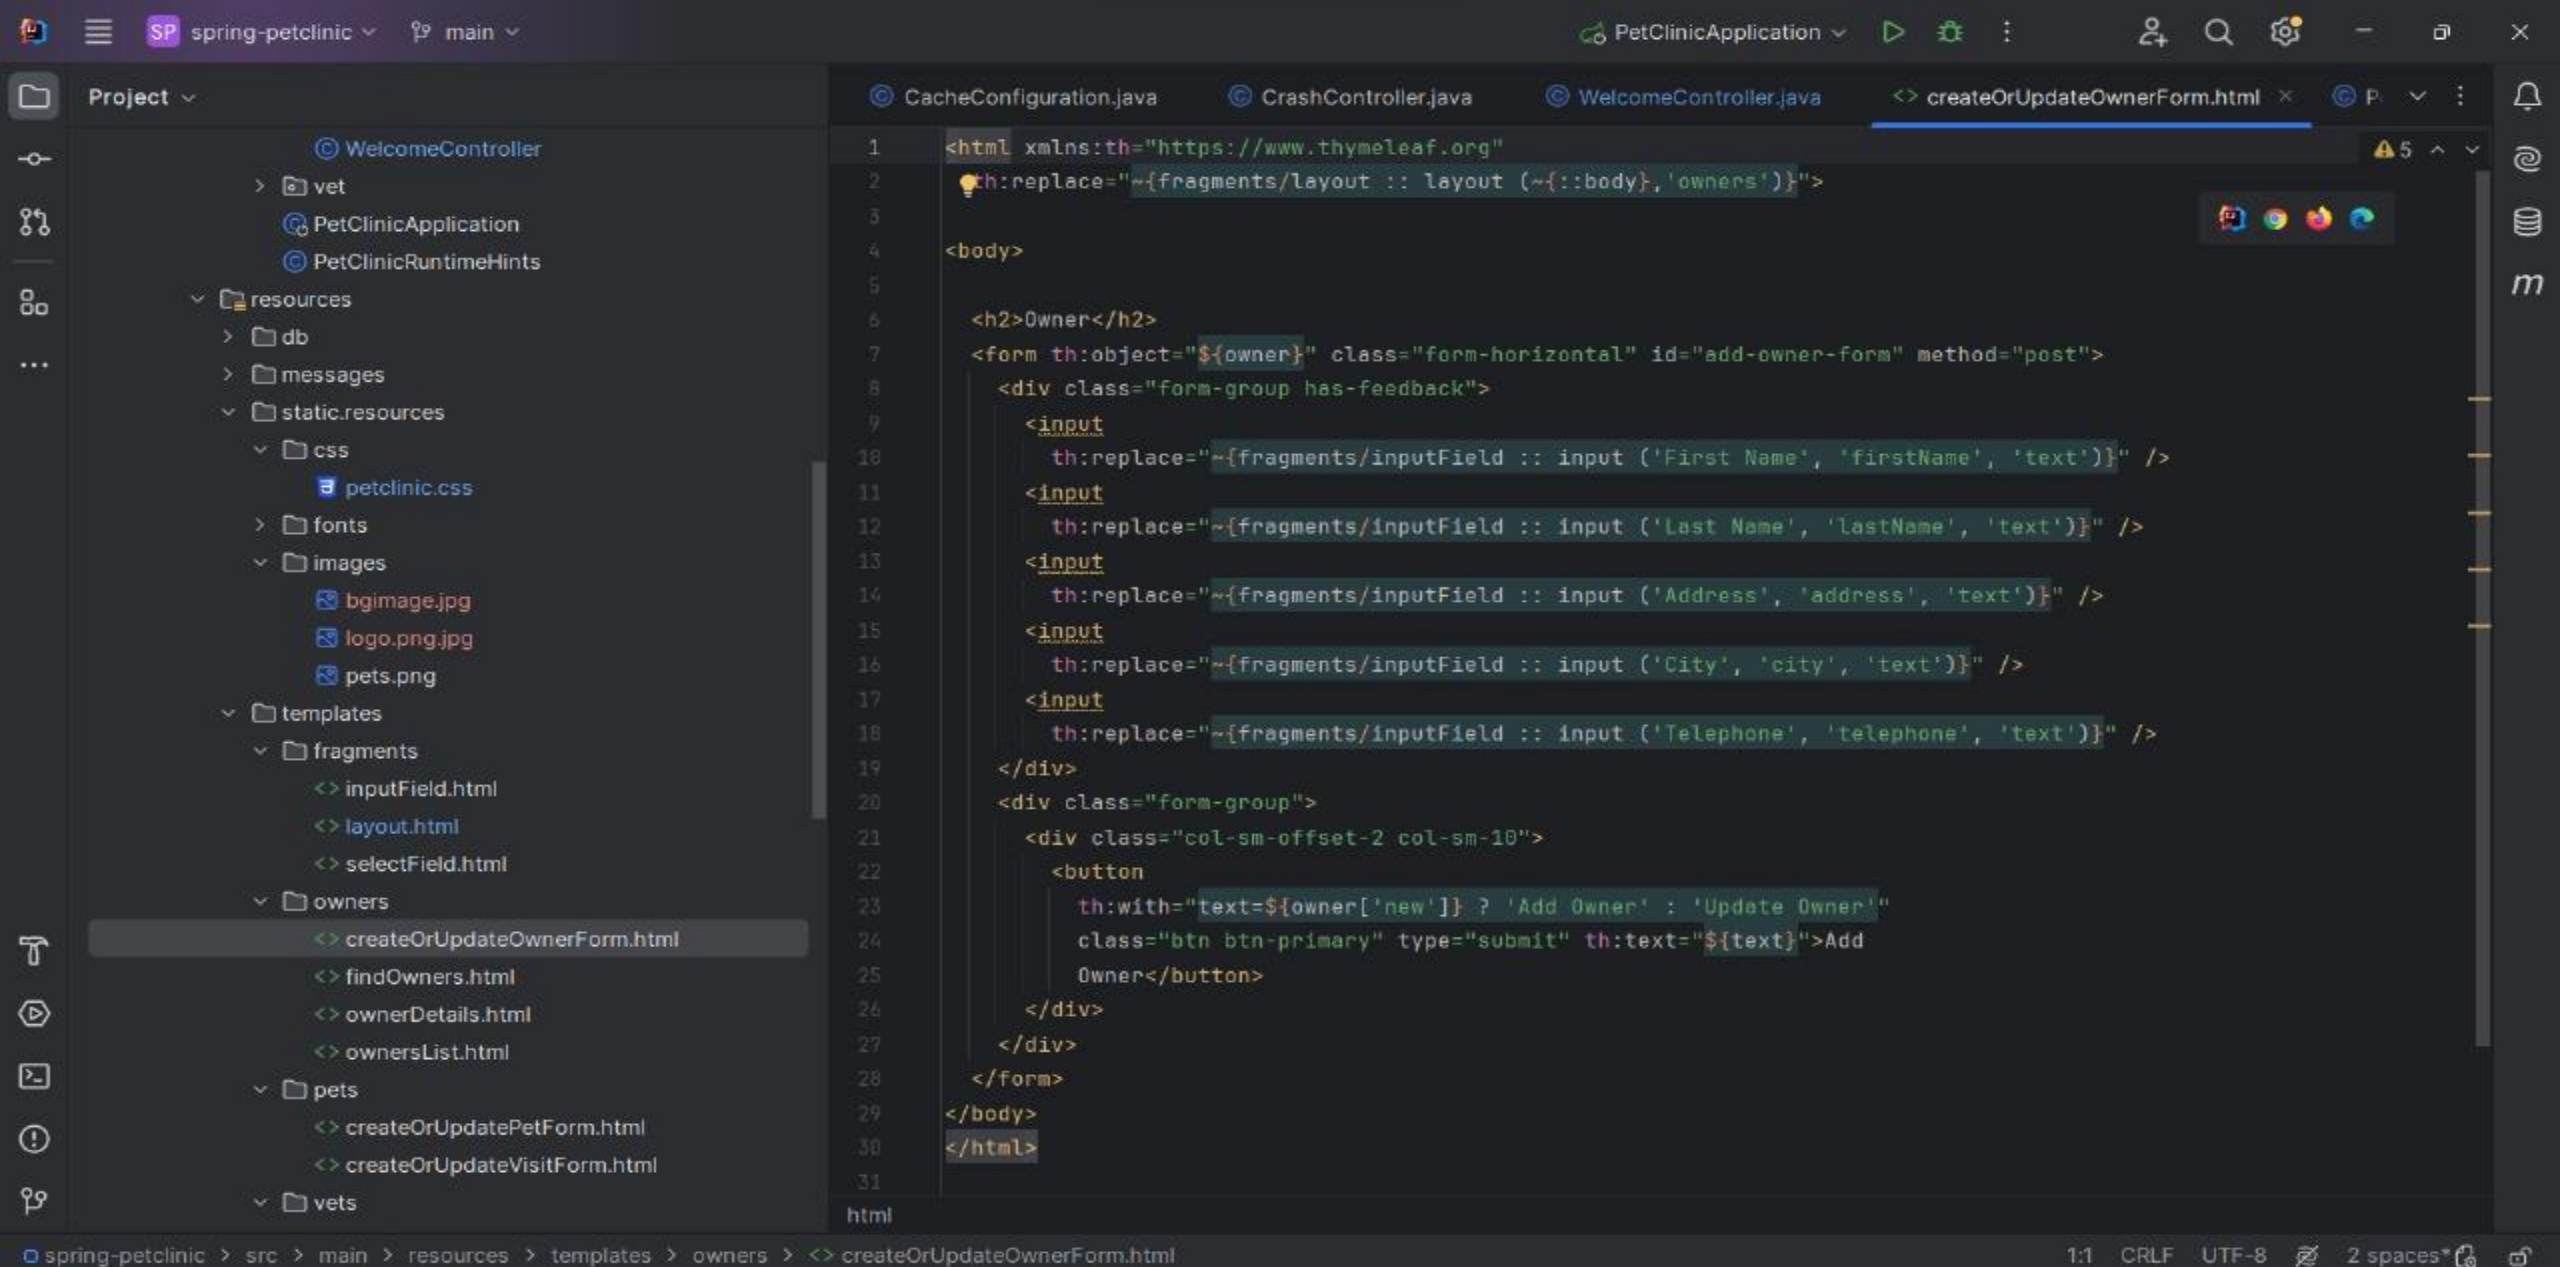 SP spring-petclinic main PetClinicApplication
Project
WelcomeController
vet
PetClinicApplication
PetClinicRuntimeHints
resources
db
messages
static.resources
css
petclinic.css
fonts
images
bgimage.jpg
logo.png.jpg
pets.png
templates
fragments
inputField.html
layout.html
selectField.html
owners
createOrUpdateOwnerForm.html
findOwners.html
ownerDetails.html
ownersList.html
pets
createOrUpdatePetForm.html
createOrUpdateVisitForm.html
vets
CacheConfiguration.java CrashController.java WelcomeController.java <> createOrUpdateOwnerForm.html
5
1 <html xmlns:th="https://www.thymeleaf.org"
2 th:replace="~{fragments/layout :: layout (~{::body},'owners')}">
3
4 <body>
5
6 <h2>Owner</h2>
7 <form th:object="${owner}" class="form-horizontal" id="add-owner-form" method="post">
8 <div class="form-group has-feedback">
9 <input
10 th:replace="~{fragments/inputField :: input ('First Name', 'firstName', 'text')}" />
11 <input
12 th:replace="~{fragments/inputField :: input ('Last Name', 'lastName', 'text')}" />
13 <input
14 th:replace="~{fragments/inputField :: input ('Address', 'address', 'text')}" />
15 <input
16 th:replace="~{fragments/inputField :: input ('City', 'city', 'text')}" />
17 <input
18 th:replace="~{fragments/inputField :: input ('Telephone', 'telephone', 'text')}" />
19 </div>
20 <div class="form-group">
21 <div class="col-sm-offset-2 col-sm-10">
22 <button
23 th:with="text=${owner['new']} ? 'Add Owner' : 'Update Owner'"
24 class="btn btn-primary" type="submit" th:text="${text}">Add
25 Owner</button>
26 </div>
27 </div>
28 </form>
29 </body>
30 </html>
31
html
spring-petclinic > src > main > resources > templates > owners > <> createOrUpdateOwnerForm.html 1:1 CRLF UTF-8 2 spaces*